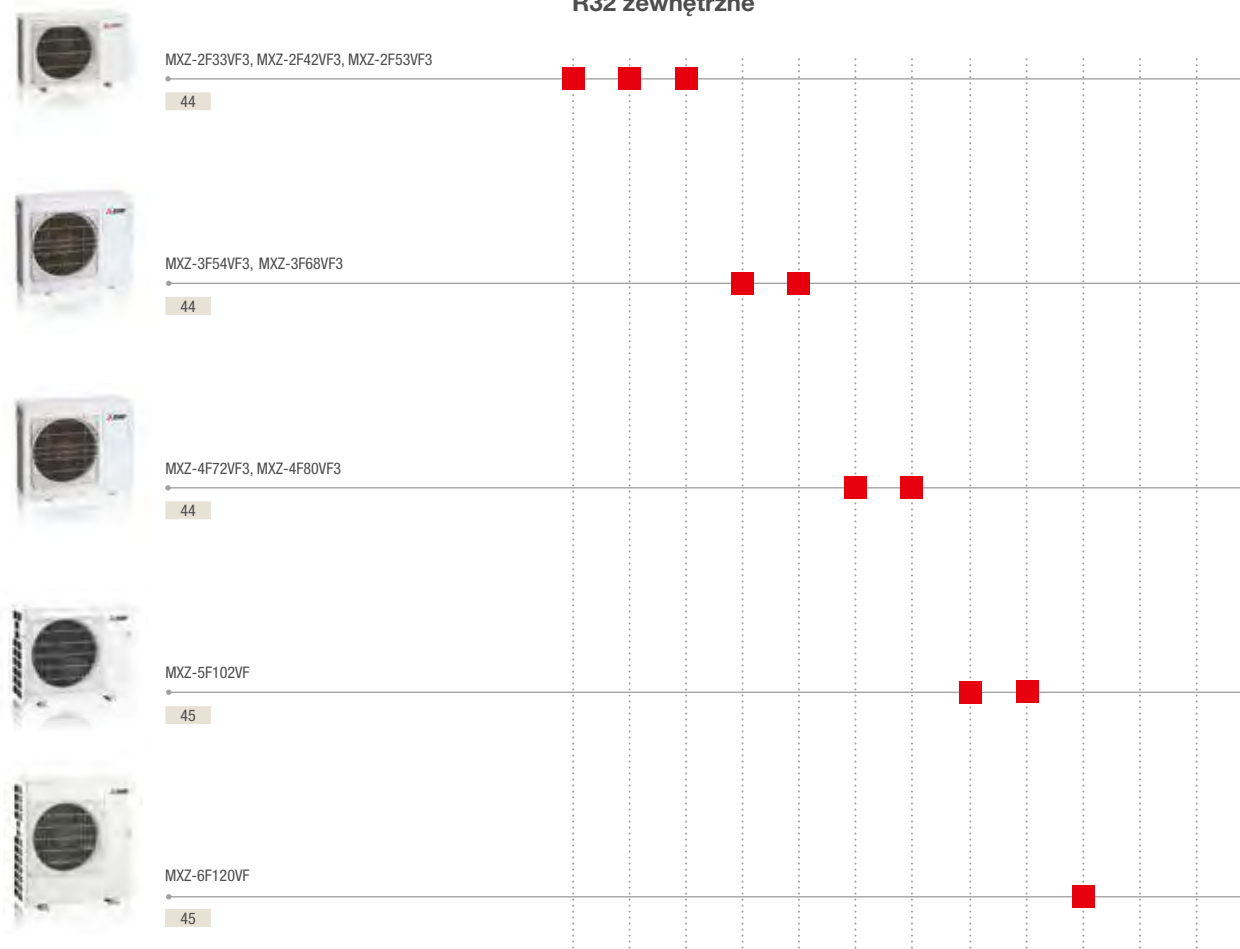 R32 zewnętrzne
MXZ-2F33VF3, MXZ-2F42VF3, MXZ-2F53VF3
44
MXZ-3F54VF3, MXZ-3F68VF3
44
MXZ-4F72VF3, MXZ-4F80VF3
44
MXZ-5F102VF
45
MXZ-6F120VF
45